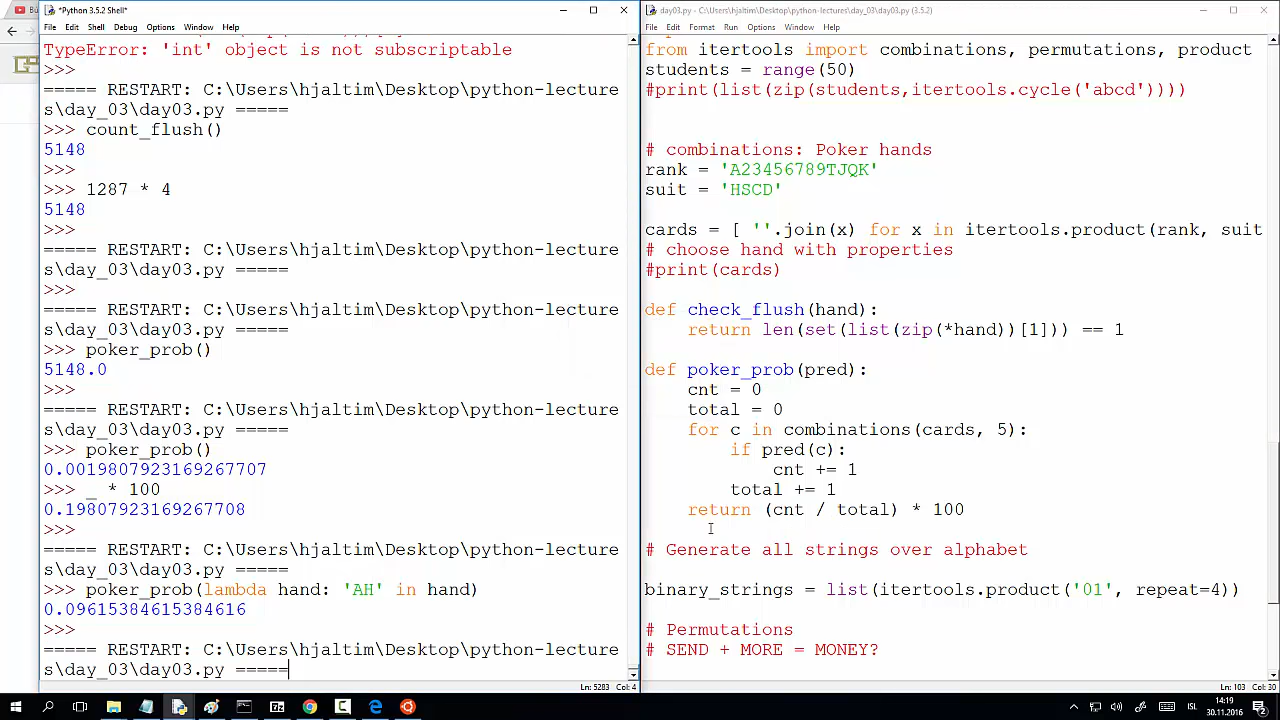 *Python 3.5.2 Shell*
File Edit Shell Debug Options Window Help
TypeError: 'int' object is not subscriptable
>>>
===== RESTART: C:\Users\hjaltim\Desktop\python-lecture
s\day_03\day03.py =====
>>> count_flush()
5148
>>>
>>> 1287 * 4
5148
>>>
===== RESTART: C:\Users\hjaltim\Desktop\python-lecture
s\day_03\day03.py =====
>>>
===== RESTART: C:\Users\hjaltim\Desktop\python-lecture
s\day_03\day03.py =====
>>> poker_prob()
5148.0
>>>
===== RESTART: C:\Users\hjaltim\Desktop\python-lecture
s\day_03\day03.py =====
>>> poker_prob()
0.0019807923169267707
>>> _ * 100
0.19807923169267708
>>>
===== RESTART: C:\Users\hjaltim\Desktop\python-lecture
s\day_03\day03.py =====
>>> poker_prob(lambda hand: 'AH' in hand)
0.09615384615384616
>>>
===== RESTART: C:\Users\hjaltim\Desktop\python-lecture
s\day_03\day03.py =====
Ln: 5283 Col: 4
day03.py - C:\Users\hjaltim\Desktop\python-lectures\day_03\day03.py (3.5.2)
File Edit Format Run Options Window Help
from itertools import combinations, permutations, product
students = range(50)
#print(list(zip(students,itertools.cycle('abcd'))))
# combinations: Poker hands
rank = 'A23456789TJQK'
suit = 'HSCD'
cards = [ ''.join(x) for x in itertools.product(rank, suit
# choose hand with properties
#print(cards)
def check_flush(hand):
    return len(set(list(zip(*hand))[1])) == 1
def poker_prob(pred):
    cnt = 0
    total = 0
    for c in combinations(cards, 5):
        if pred(c):
            cnt += 1
        total += 1
    return (cnt / total) * 100
# Generate all strings over alphabet
binary_strings = list(itertools.product('01', repeat=4))
# Permutations
# SEND + MORE = MONEY?
Ln: 103 Col: 30
ISL
14:19
30.11.2016